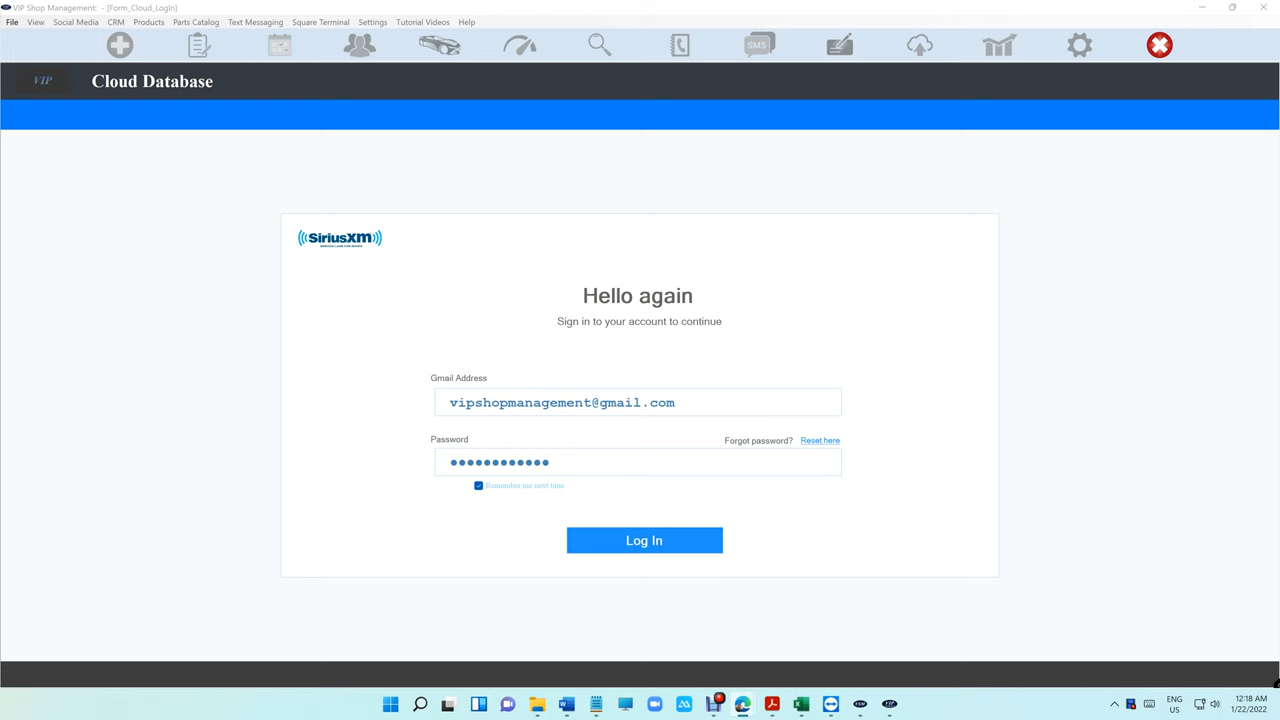 VIP Shop Management: - [Form_Cloud_LogIn]
File View Social Media CRM Products Parts Catalog Text Messaging Square Terminal Settings Tutorial Videos Help
SMS
VIP Cloud Database
SiriusXM
Hello again
Sign in to your account to continue
Gmail Address
vipshopmanagement@gmail.com
Password Forgot password? Reset here
Remember me next time
Log In
ENG
US
12:18 AM
1/22/2022